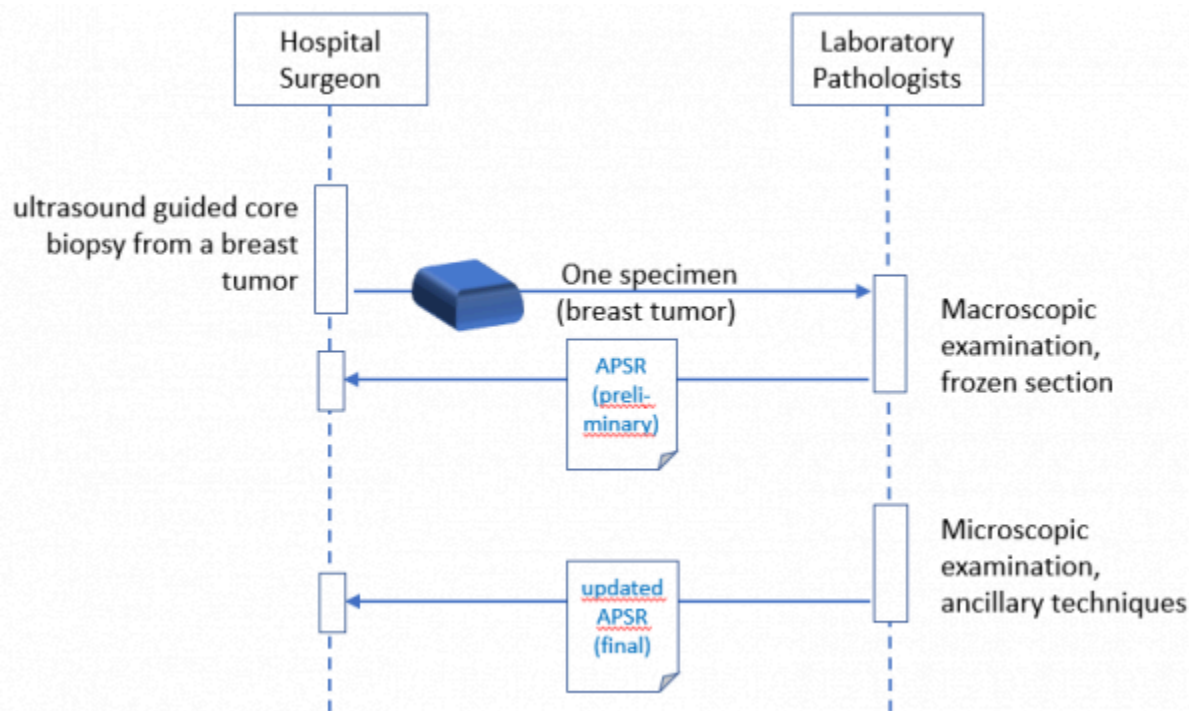 Hospital
Surgeon
Laboratory
Pathologists
ultrasound guided core
biopsy from a breast
tumor
One specimen
(breast tumor)
Macroscopic
examination,
frozen section
APSR
(preli-
minary)
Microscopic
examination,
ancillary techniques
updated
APSR
(final)